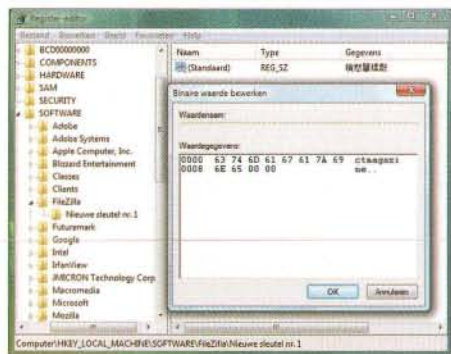 Register-editor
Bestand Bewerken Beeld Favorieten Help
BCD00000000
COMPONENTS
HARDWARE
SAM
SECURITY
SOFTWARE
Adobe
Adobe Systems
Apple Computer, Inc.
Blizzard Entertainment
Classes
Clients
FileZilla
Nieuwe sleutel nr. 1
Futuremark
Google
Intel
IrfanView
JMICRON Technology Corp
Macromedia
Microsoft
Mozilla
Naam Type Gegevens
(Standaard) REG_SZ
Binaire waarde bewerken
Waardenaam:
Waardegegevens:
0000 63 74 6D 61 67 61 7A 69 ctmagazi
0008 6E 65 00 00 ne..
OK Annuleren
Computer\HKEY_LOCAL_MACHINE\SOFTWARE\FileZilla\Nieuwe sleutel nr. 1